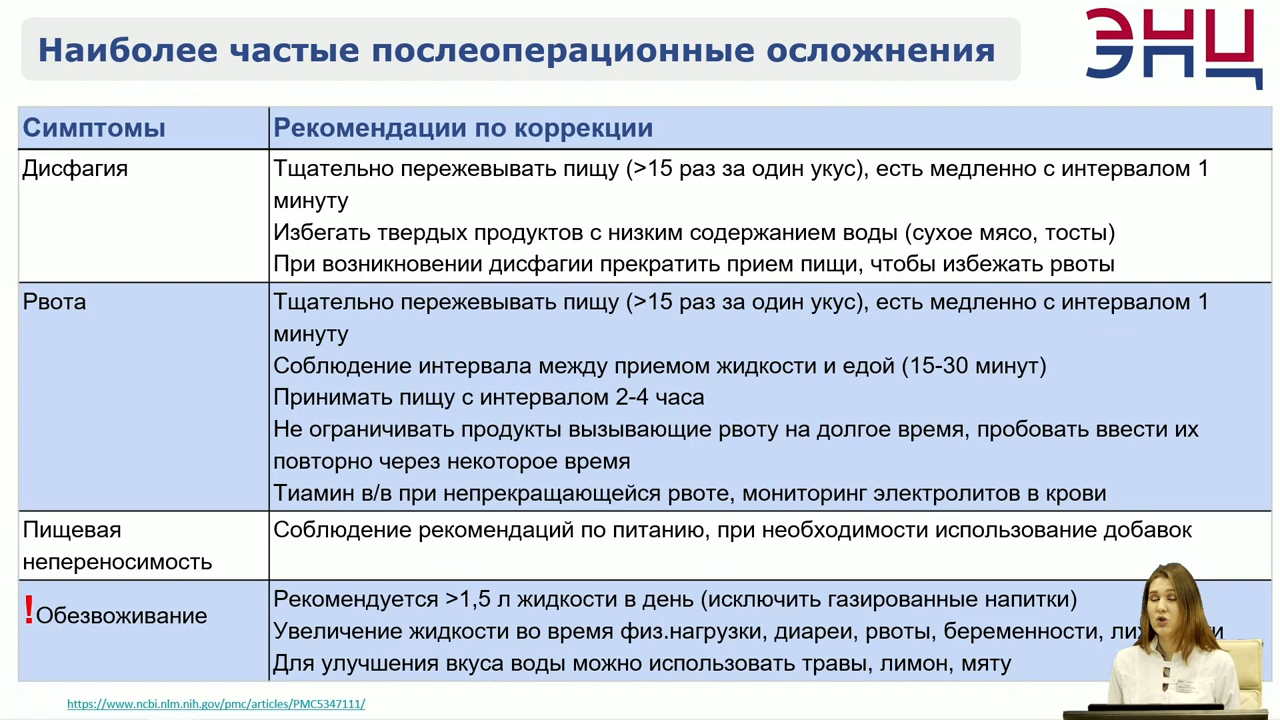 Наиболее частые послеоперационные осложнения
ЭНЦ
Симптомы
Рекомендации по коррекции
Дисфагия
Тщательно пережевывать пищу (>15 раз за один укус), есть медленно с интервалом 1
минуту
Избегать твердых продуктов с низким содержанием воды (сухое мясо, тосты)
При возникновении дисфагии прекратить прием пищи, чтобы избежать рвоты
Рвота
Тщательно пережевывать пищу (>15 раз за один укус), есть медленно с интервалом 1
минуту
Соблюдение интервала между приемом жидкости и едой (15-30 минут)
Принимать пищу с интервалом 2-4 часа
Не ограничивать продукты вызывающие рвоту на долгое время, пробовать ввести их
повторно через некоторое время
Тиамин в/в при непрекращающейся рвоте, мониторинг электролитов в крови
Пищевая
непереносимость
Соблюдение рекомендаций по питанию, при необходимости использование добавок
!Обезвоживание
Рекомендуется >1,5 л жидкости в день (исключить газированные напитки)
Увеличение жидкости во время физ.нагрузки, диареи, рвоты, беременности,
Для улучшения вкуса воды можно использовать травы, лимон, мяту
https://www.ncbi.nlm.nih.gov/pmc/articles/PMC5347111/